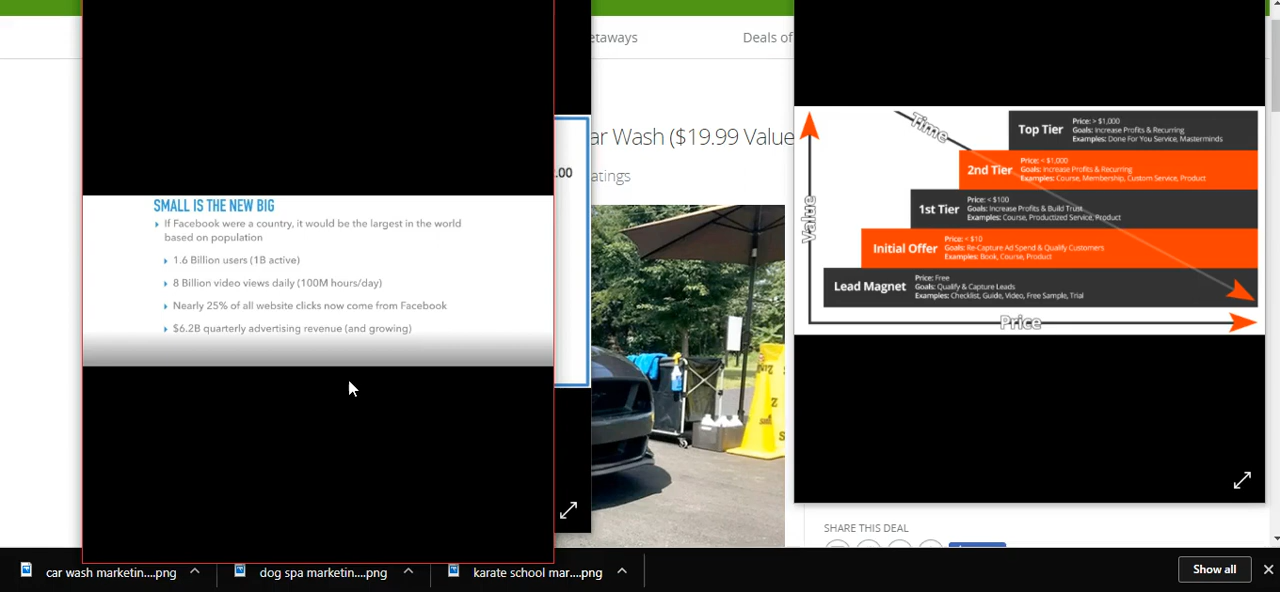 etaways
Deals of
ar Wash ($19.99 Value
.00
atings
SMALL IS THE NEW BIG
If Facebook were a country, it would be the largest in the world
based on population
1.6 Billion users (1B active)
8 Billion video views daily (100M hours/day)
Nearly 25% of all website clicks now come from Facebook
$6.2B quarterly advertising revenue (and growing)
Time
Value
Price
Top Tier
Price: > $1,000
Goals: Increase Profits & Recurring
Examples: Done For You Service, Masterminds
2nd Tier
Price: < $1,000
Goals: Increase Profits & Recurring
Examples: Course, Membership, Custom Service, Product
1st Tier
Price: < $100
Goals: Increase Profits & Build Trust
Examples: Course, Productized Service, Product
Initial Offer
Price: < $10
Goals: Re-Capture Ad Spend & Qualify Customers
Examples: Book, Course, Product
Lead Magnet
Price: Free
Goals: Qualify & Capture Leads
Examples: Checklist, Guide, Video, Free Sample, Trial
SHARE THIS DEAL
car wash marketin....png
dog spa marketin....png
karate school mar....png
Show all